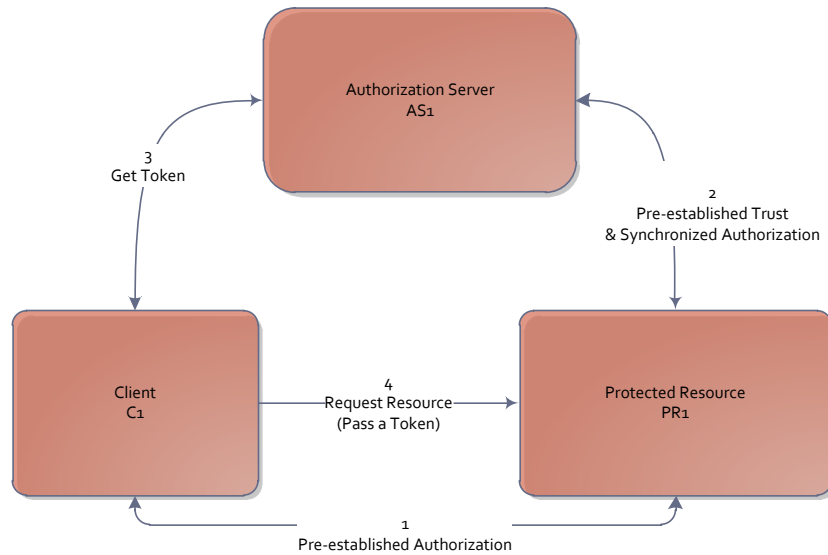 Authorization Server
AS1
3
Get Token
2
Pre-established Trust
& Synchronized Authorization
Client
C1
4
Request Resource
(Pass a Token)
Protected Resource
PR1
1
Pre-established Authorization